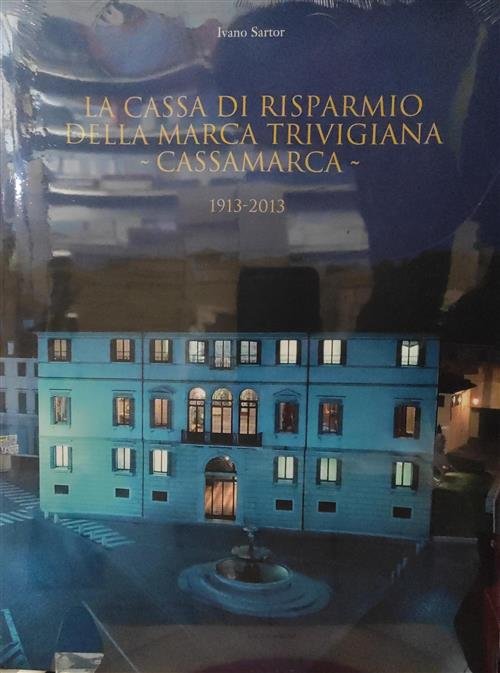 Ivano Sartor
LA CASSA DI RISPARMIO
DELLA MARCA TRIVIGIANA
~ CASSAMARCA ~
1913-2013